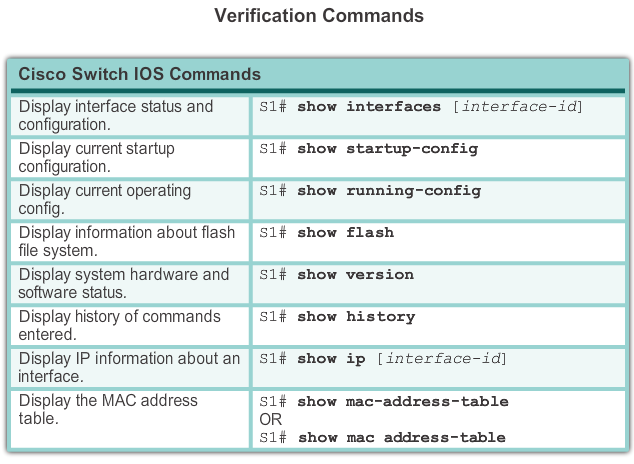 Verification Commands
Cisco Switch IOS Commands
Display interface status and
configuration.
S1# show interfaces [interface-id]
Display current startup
configuration.
S1# show startup-config
Display current operating
config.
S1# show running-config
Display information about flash
file system.
S1# show flash
Display system hardware and
software status.
S1# show version
Display history of commands
entered.
S1# show history
Display IP information about an
interface.
S1# show ip [interface-id]
Display the MAC address
table.
S1# show mac-address-table
OR
S1# show mac address-table